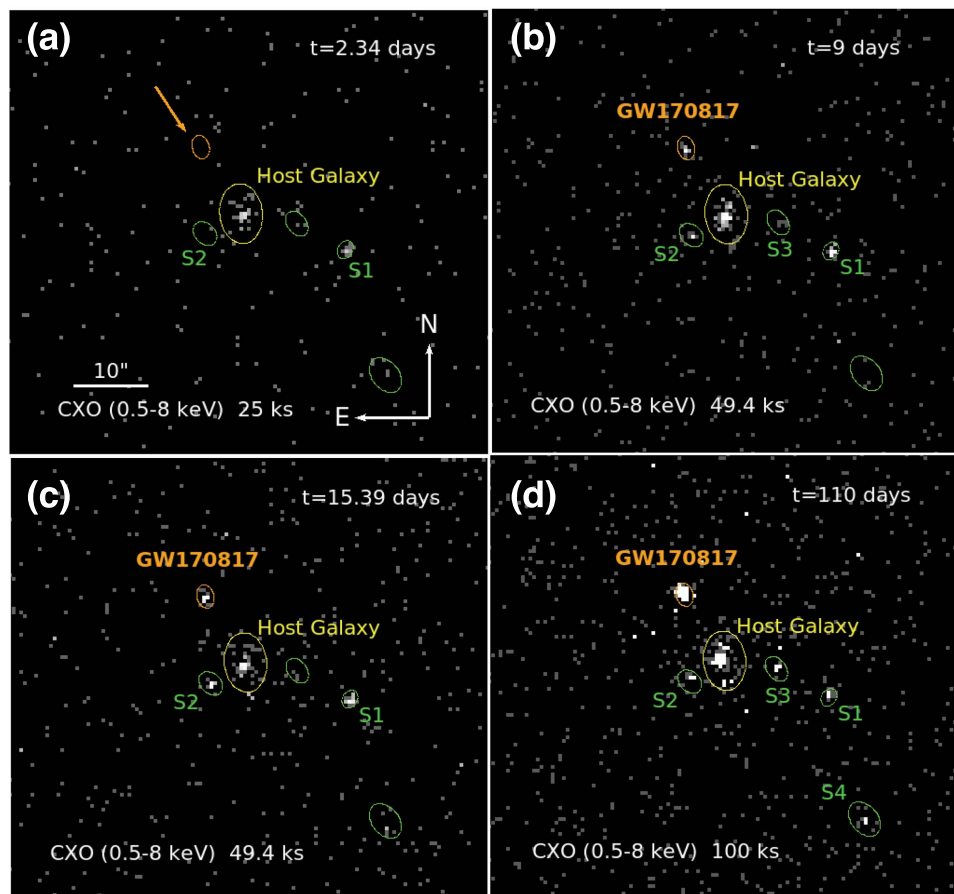 (a)
t=2.34 days
Host Galaxy
S2
S1
N
10"
E
CXO (0.5-8 keV) 25 ks
(b)
t=9 days
GW170817
Host Galaxy
S2
S3
S1
CXO (0.5-8 keV) 49.4 ks
(c)
t=15.39 days
GW170817
Host Galaxy
S2
S1
CXO (0.5-8 keV) 49.4 ks
(d)
t=110 days
GW170817
Host Galaxy
S2
S3
S1
S4
CXO (0.5-8 keV) 100 ks